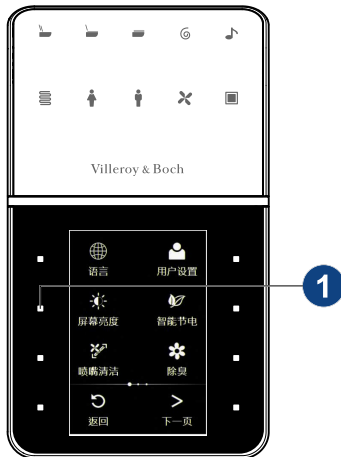 Villeroy & Boch
语言 用户设置
1
屏幕亮度 智能节电
喷嘴清洁 除臭
返回 下一页